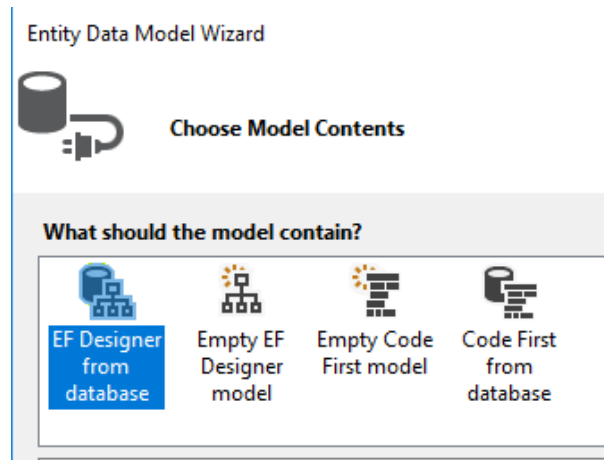 Entity Data Model Wizard
Choose Model Contents
What should the model contain?
EF Designer
from
database
Empty EF
Designer
model
Empty Code
First model
Code First
from
database